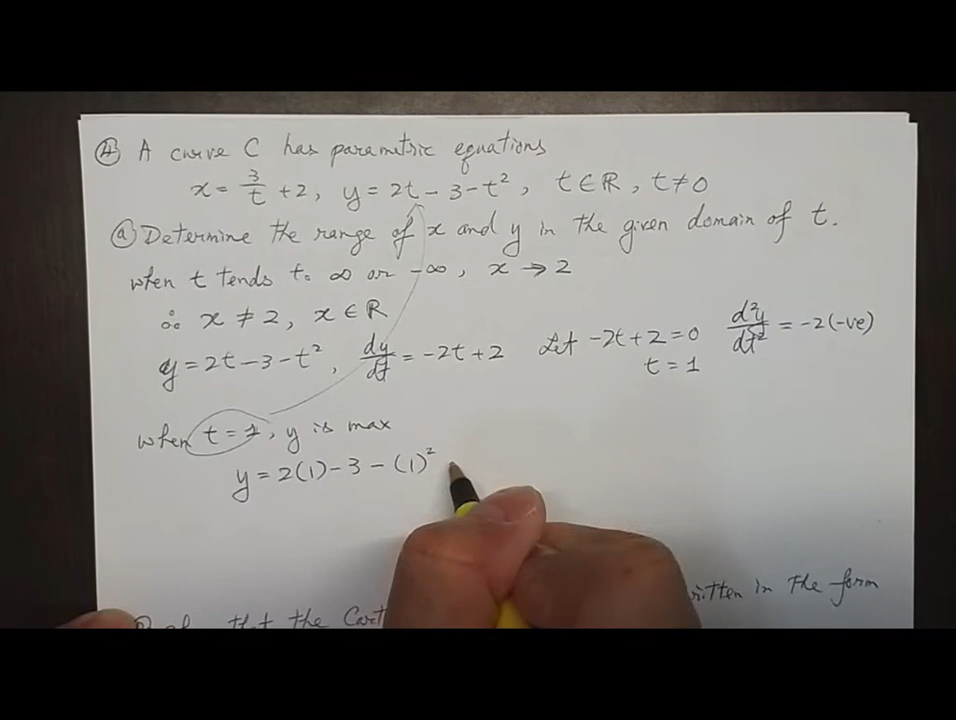 ④ A curve C has parametric equations
x = 3/t + 2, y = 2t - 3 - t², t ∈ ℝ, t ≠ 0
ⓐ Determine the range of x and y in the given domain of t.
when t tends to ∞ or -∞, x → 2
∴ x ≠ 2, x ∈ ℝ
y = 2t - 3 - t², dy/dt = -2t + 2 Let -2t + 2 = 0 d²y/dt² = -2 (-ve)
t = 1
when t = 1, y is max
y = 2(1) - 3 - (1)²
that the in the form